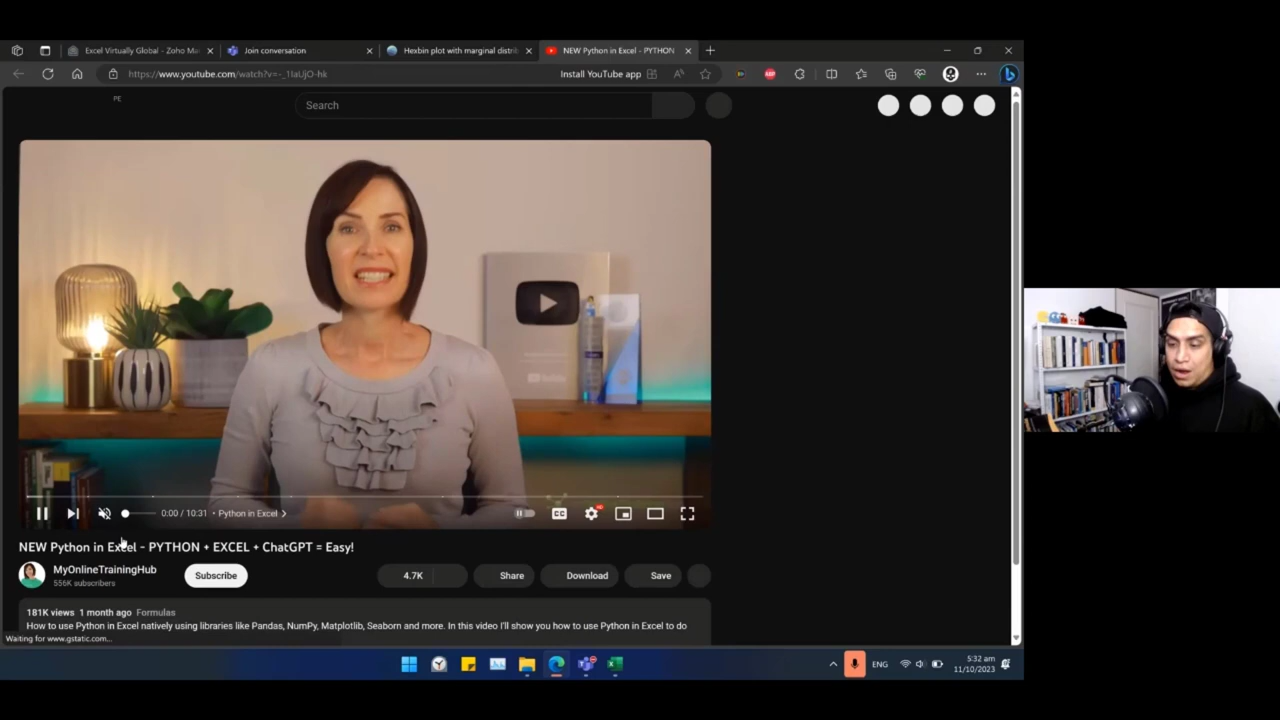 Excel Virtually Global - Zoho Ma
Join conversation
Hexbin plot with marginal distrib
NEW Python in Excel - PYTHON
https://www.youtube.com/watch?v=-_1IaUjO-hk
Install YouTube app
PE
Search
0:00 / 10:31 • Python in Excel
CC
NEW Python in Excel - PYTHON + EXCEL + ChatGPT = Easy!
MyOnlineTrainingHub
556K subscribers
Subscribe
4.7K
Share
Download
Save
181K views 1 month ago Formulas
How to use Python in Excel natively using libraries like Pandas, NumPy, Matplotlib, Seaborn and more. In this video I'll show you how to use Python in Excel to do
Waiting for www.gstatic.com...
ENG
5:32 am
11/10/2023